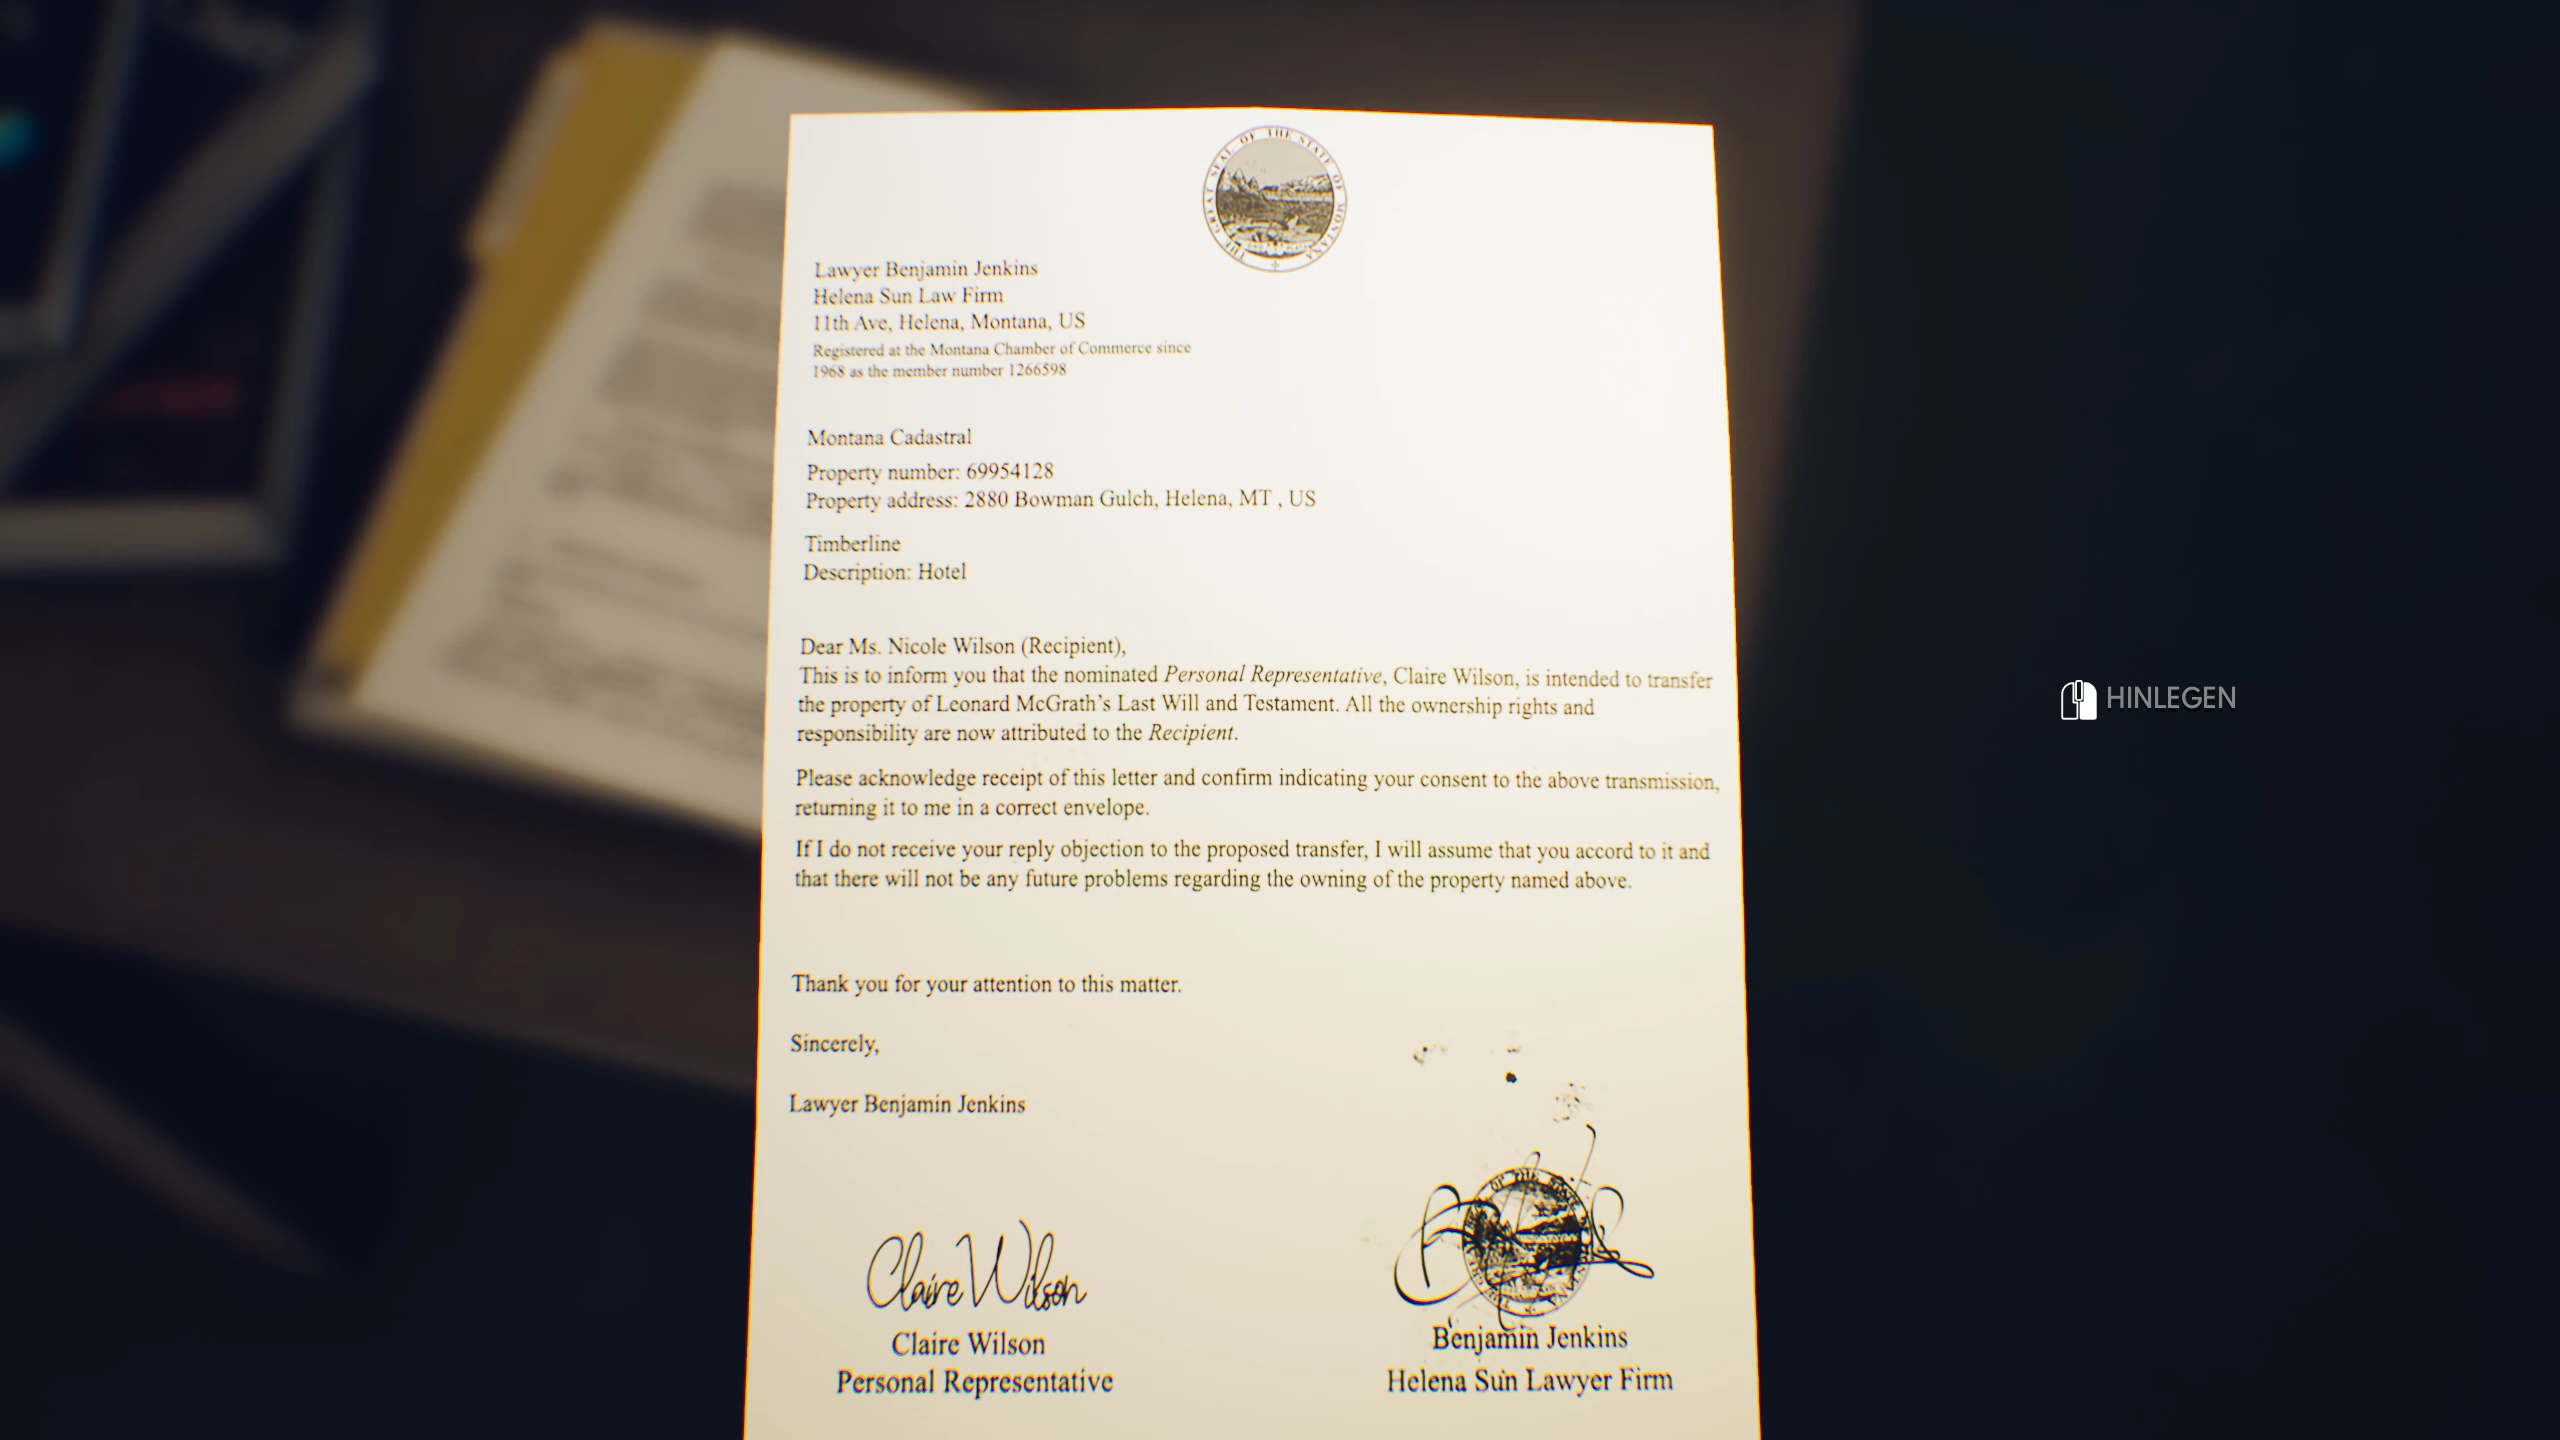 THE GREAT SEAL OF THE STATE OF MONTANA
Lawyer Benjamin Jenkins
Helena Sun Law Firm
11th Ave, Helena, Montana, US
Registered at the Montana Chamber of Commerce since
1968 as the member number 1266598
Montana Cadastral
Property number: 69954128
Property address: 2880 Bowman Gulch, Helena, MT , US
Timberline
Description: Hotel
Dear Ms. Nicole Wilson (Recipient),
This is to inform you that the nominated Personal Representative, Claire Wilson, is intended to transfer
the property of Leonard McGrath's Last Will and Testament. All the ownership rights and
responsibility are now attributed to the Recipient.
Please acknowledge receipt of this letter and confirm indicating your consent to the above transmission,
returning it to me in a correct envelope.
If I do not receive your reply objection to the proposed transfer, I will assume that you accord to it and
that there will not be any future problems regarding the owning of the property named above.
HINLEGEN
Thank you for your attention to this matter.
Sincerely,
Lawyer Benjamin Jenkins
Claire Wilson
Claire Wilson
Personal Representative
Benjamin Jenkins
Helena Sun Lawyer Firm